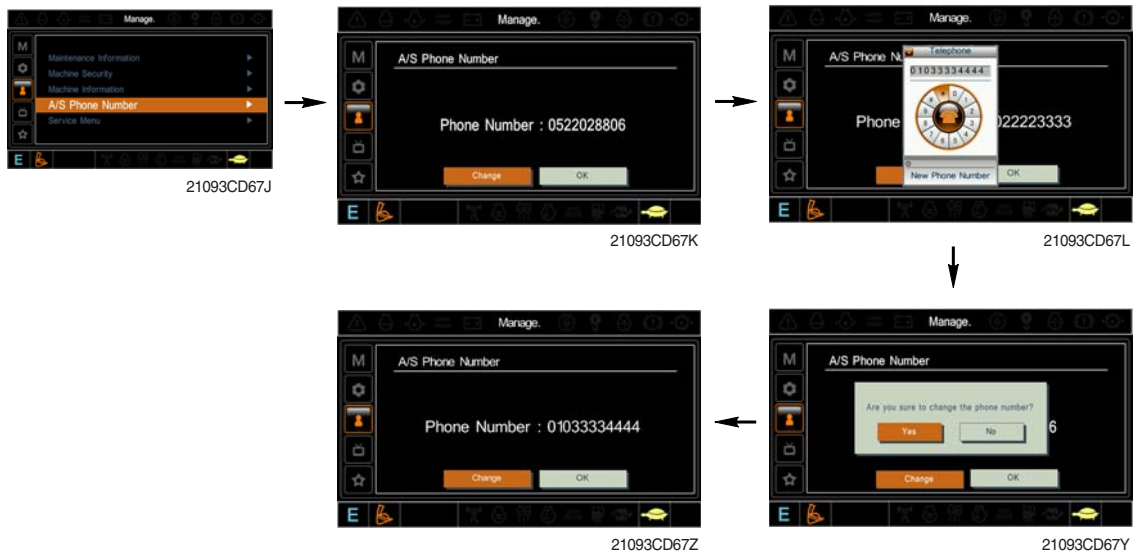 Manage.
M
Maintenance Information
Machine Security
Machine Information
A/S Phone Number
Service Menu
E
21093CD67J
Manage.
M
A/S Phone Number
Phone Number : 0522028806
Change OK
E
21093CD67K
Manage.
M
A/S Phone Nu
Telephone
01033334444
Phone 022223333
New Phone Number
OK
E
21093CD67L
Manage.
M
A/S Phone Number
Are you sure to change the phone number?
Yes No
6
Change OK
E
21093CD67Y
Manage.
M
A/S Phone Number
Phone Number : 01033334444
Change OK
E
21093CD67Z